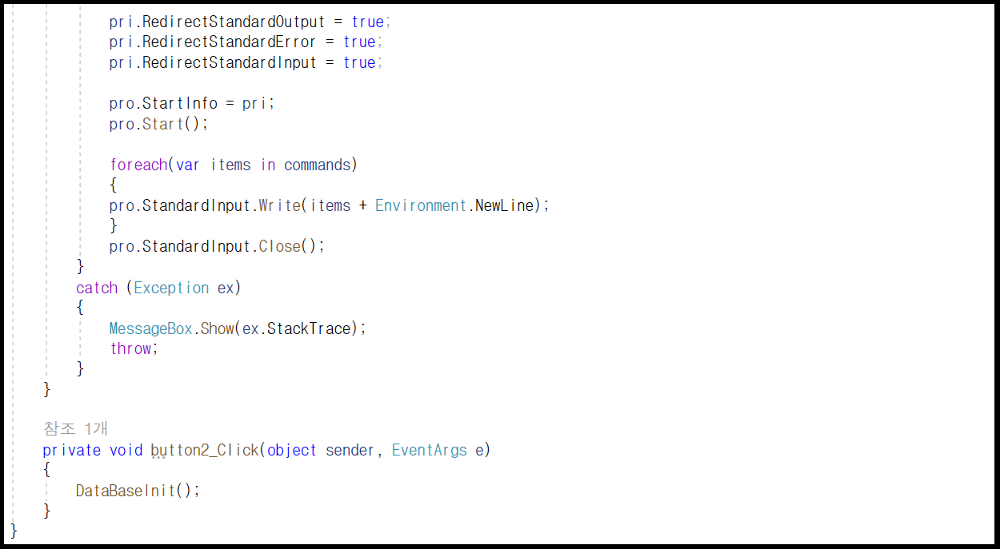 pri.RedirectStandardOutput = true;
pri.RedirectStandardError = true;
pri.RedirectStandardInput = true;
pro.StartInfo = pri;
pro.Start();
foreach(var items in commands)
{
pro.StandardInput.Write(items + Environment.NewLine);
}
pro.StandardInput.Close();
}
catch (Exception ex)
{
MessageBox.Show(ex.StackTrace);
throw;
}
}
참조 1개
private void button2_Click(object sender, EventArgs e)
{
DataBaseInit();
}
}